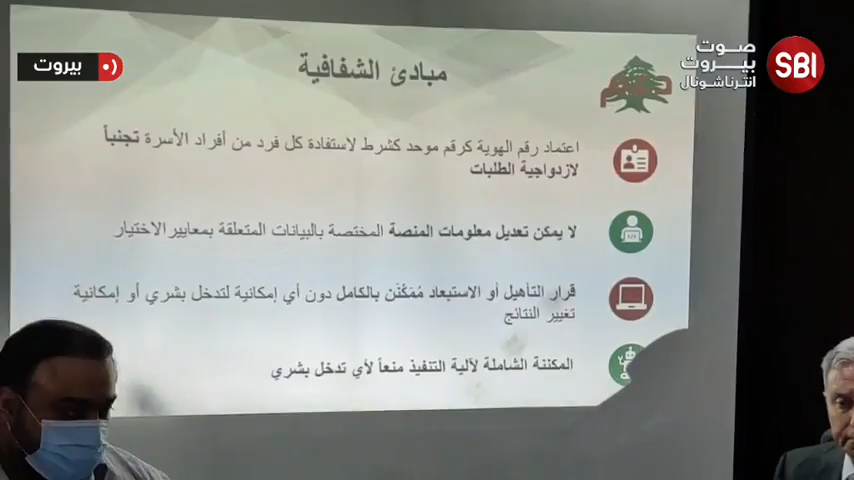 بيروت
صوت
بيروت
انترناشونال
SBI
مبادئ الشفافية
اعتماد رقم الهوية كرقم موحد كشرط لاستفادة كل فرد من أفراد الأسرة تجنباً
لازدواجية الطلبات
لا يمكن تعديل معلومات المنصة المختصة بالبيانات المتعلقة بمعايير الاختيار
قرار التأهيل أو الاستبعاد مُمَكْنَن بالكامل دون أي إمكانية لتدخل بشري أو إمكانية
تغيير النتائج
المكننة الشاملة لآلية التنفيذ منعاً لأي تدخل بشري